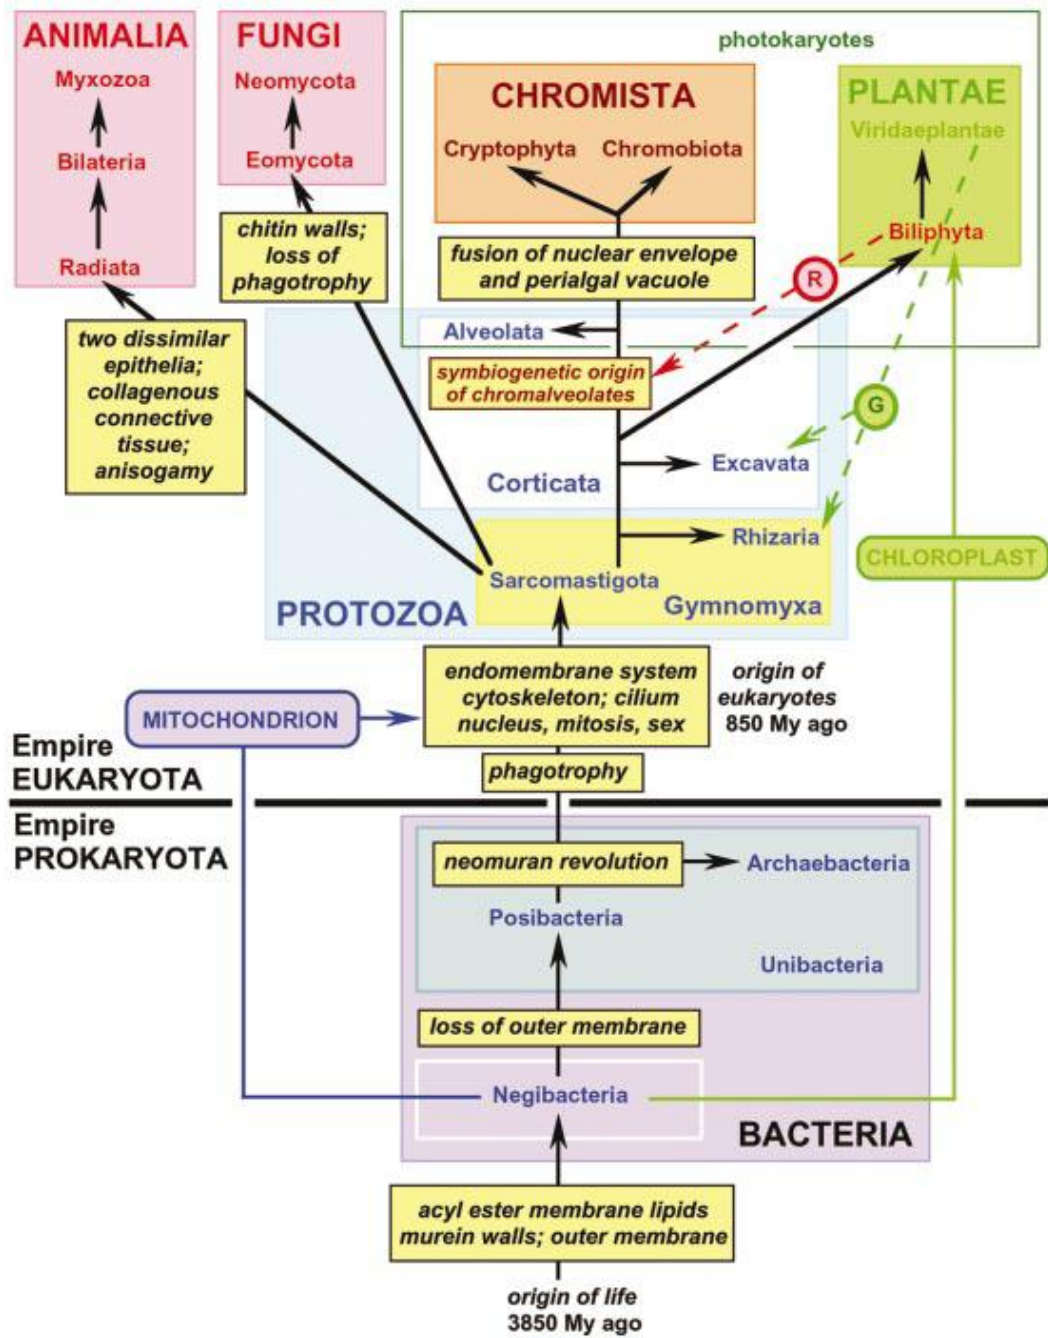 ANIMALIA
Myxozoa
Bilateria
Radiata
FUNGI
Neomycota
Eomycota
photokaryotes
CHROMISTA
Cryptophyta
Chromobiota
PLANTAE
Viridaeplantae
Biliphyta
chitin walls;
loss of
phagotrophy
fusion of nuclear envelope
and perialgal vacuole
R
two dissimilar
epithelia;
collagenous
connective
tissue;
anisogamy
Alveolata
symbiogenetic origin
of chromalveolates
G
Excavata
Corticata
Rhizaria
CHLOROPLAST
Sarcomastigota
Gymnomyxa
PROTOZOA
endomembrane system
cytoskeleton; cilium
nucleus, mitosis, sex
origin of
eukaryotes
850 My ago
MITOCHONDRION
phagotrophy
Empire
EUKARYOTA
Empire
PROKARYOTA
neomuran revolution
Archaebacteria
Posibacteria
Unibacteria
loss of outer membrane
Negibacteria
BACTERIA
acyl ester membrane lipids
murein walls; outer membrane
origin of life
3850 My ago